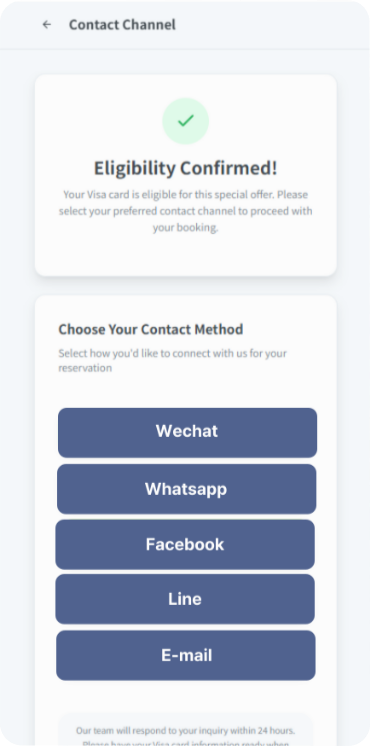 Contact Channel
Eligibility Confirmed!
Your Visa card is eligible for this special offer. Please
select your preferred contact channel to proceed with
your booking.
Choose Your Contact Method
Select how you'd like to connect with us for your
reservation
Wechat
Whatsapp
Facebook
Line
E-mail
Our team will respond to your inquiry within 24 hours.
Please have your Visa card information ready when